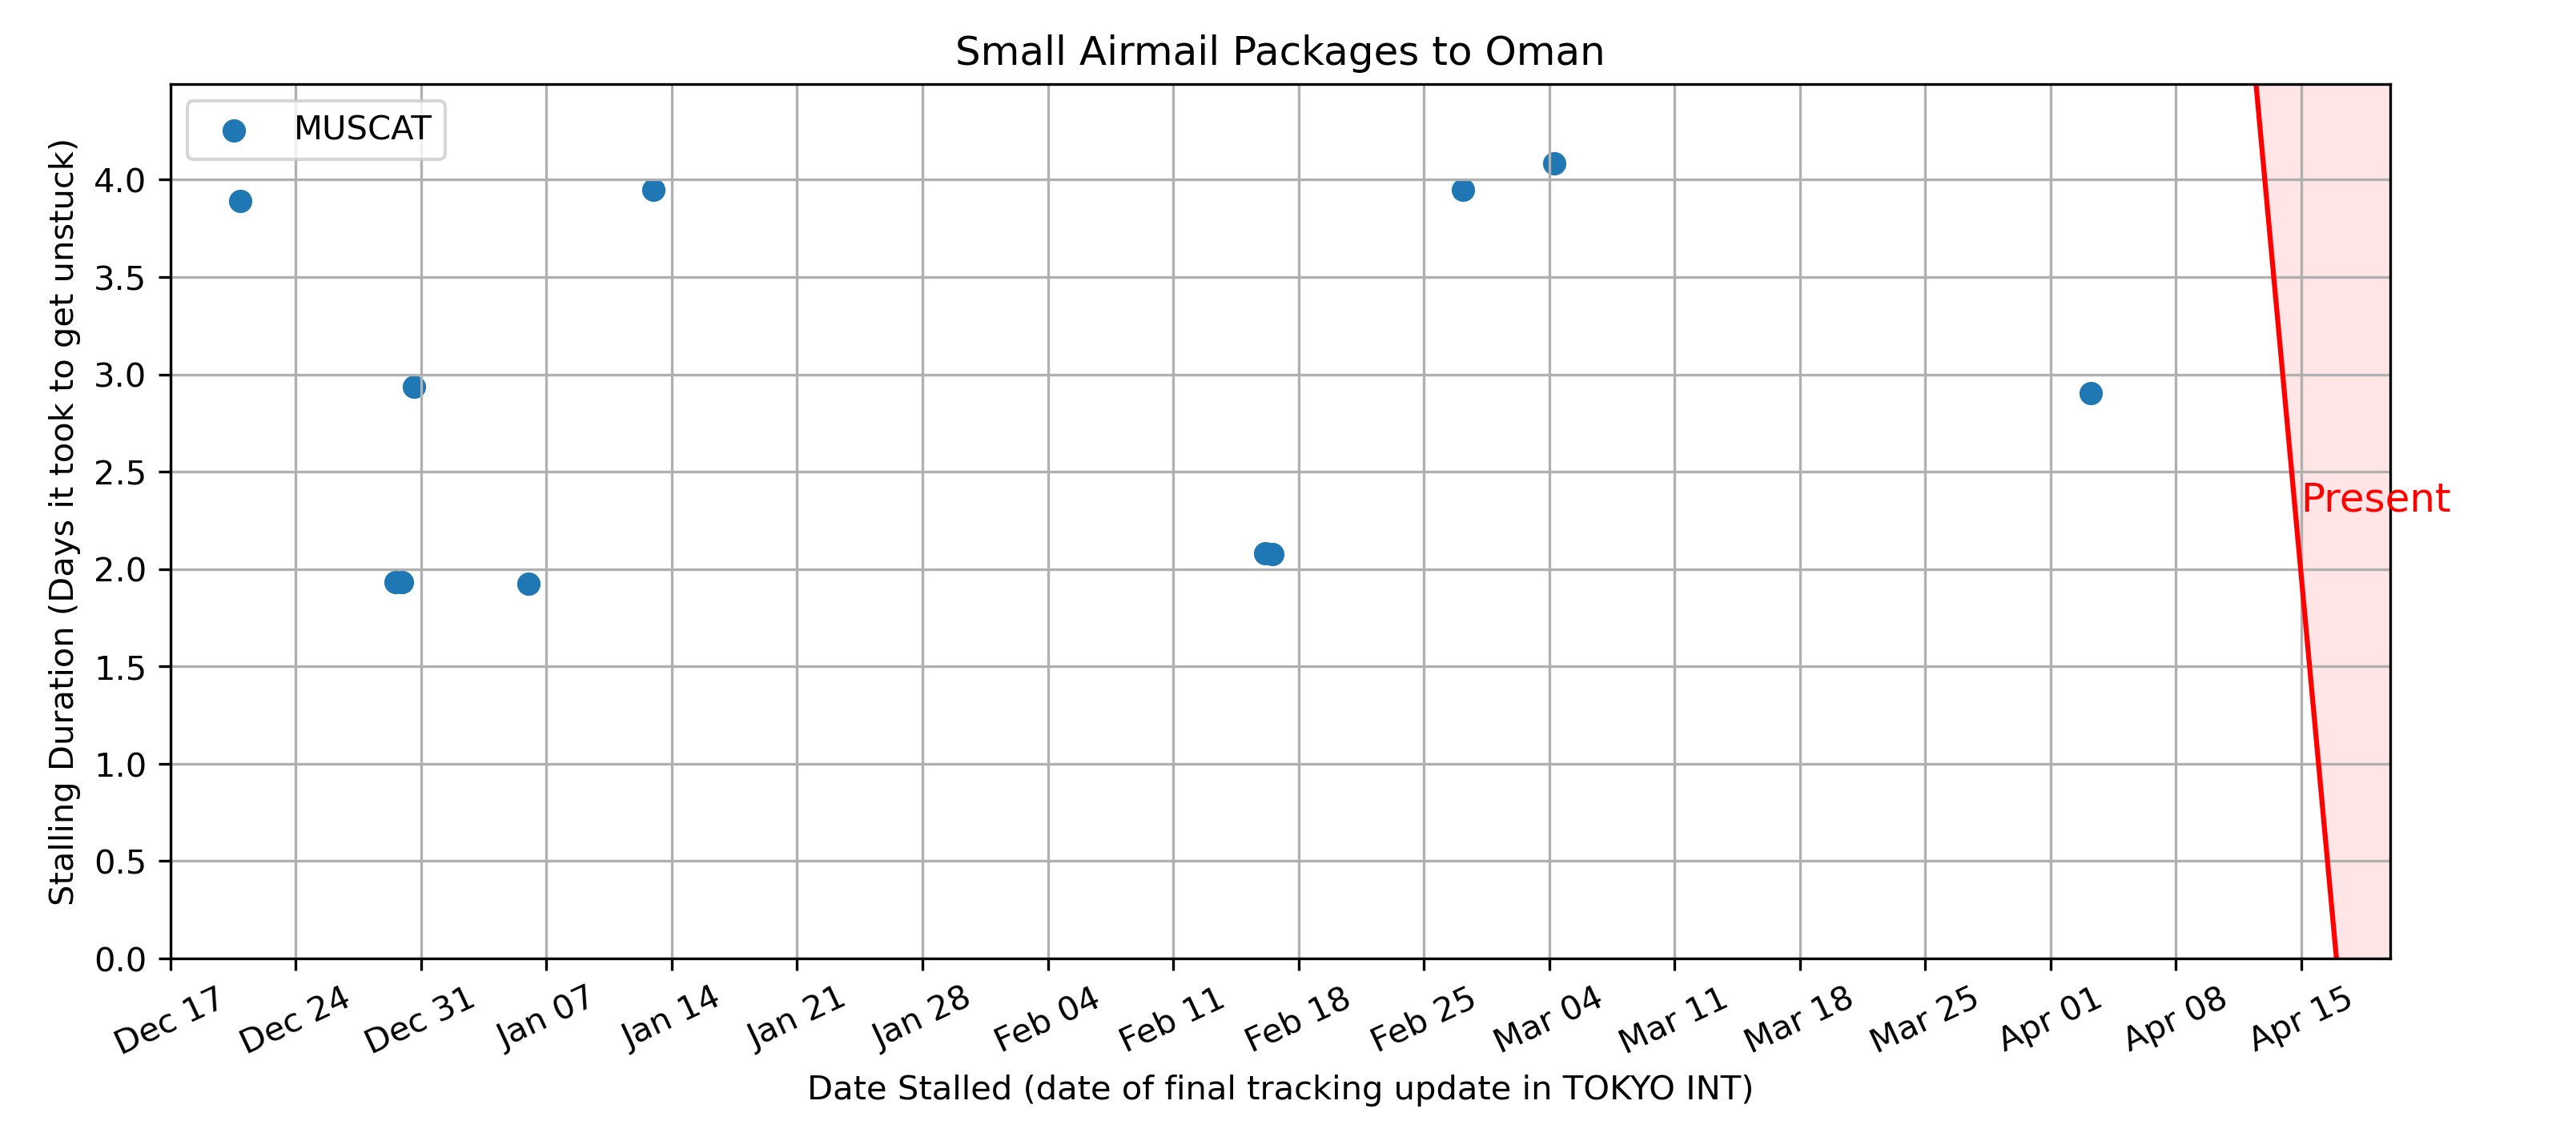 Small Airmail Packages to Oman
MUSCAT
Stalling Duration (Days it took to get unstuck)
4.0
3.5
3.0
2.5
2.0
1.5
1.0
0.5
0.0
Present
Dec 17 Dec 24 Dec 31 Jan 07 Jan 14 Jan 21 Jan 28 Feb 04 Feb 11 Feb 18 Feb 25 Mar 04 Mar 11 Mar 18 Mar 25 Apr 01 Apr 08 Apr 15
Date Stalled (date of final tracking update in TOKYO INT)